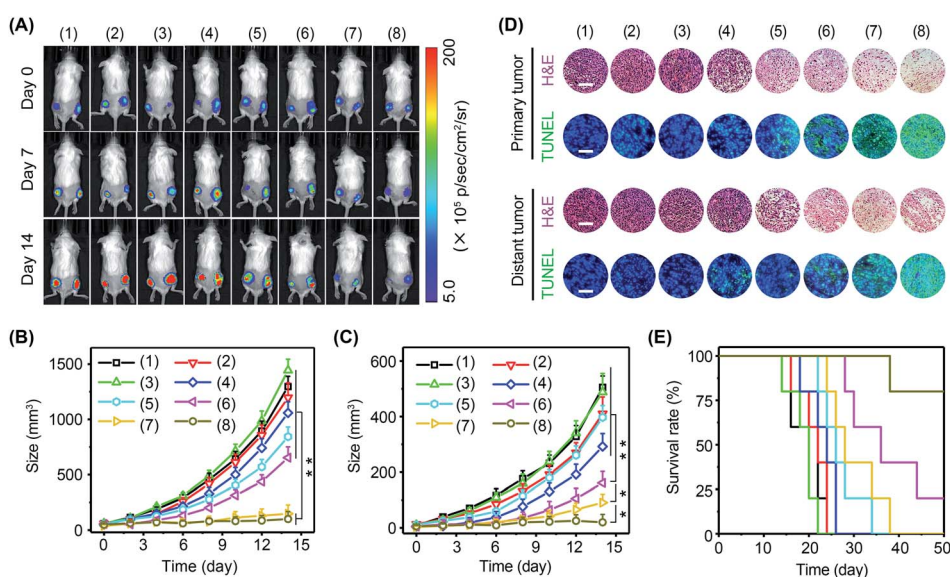 (A)
(1) (2) (3) (4) (5) (6) (7) (8)
Day 0
Day 7
Day 14
200
(× 10⁵ p/sec/cm²/sr)
5.0
(D)
(1) (2) (3) (4) (5) (6) (7) (8)
Primary tumor
H&E
TUNEL
Distant tumor
H&E
TUNEL
(B)
Size (mm³)
1500
1000
500
0
(1) (2)
(3) (4)
(5) (6)
(7) (8)
**
0 3 6 9 12 15
Time (day)
(C)
Size (mm³)
600
400
200
0
(1) (2)
(3) (4)
(5) (6)
(7) (8)
**
*
*
0 3 6 9 12 15
Time (day)
(E)
Survival rate (%)
100
80
60
40
20
0
0 10 20 30 40 50
Time (day)